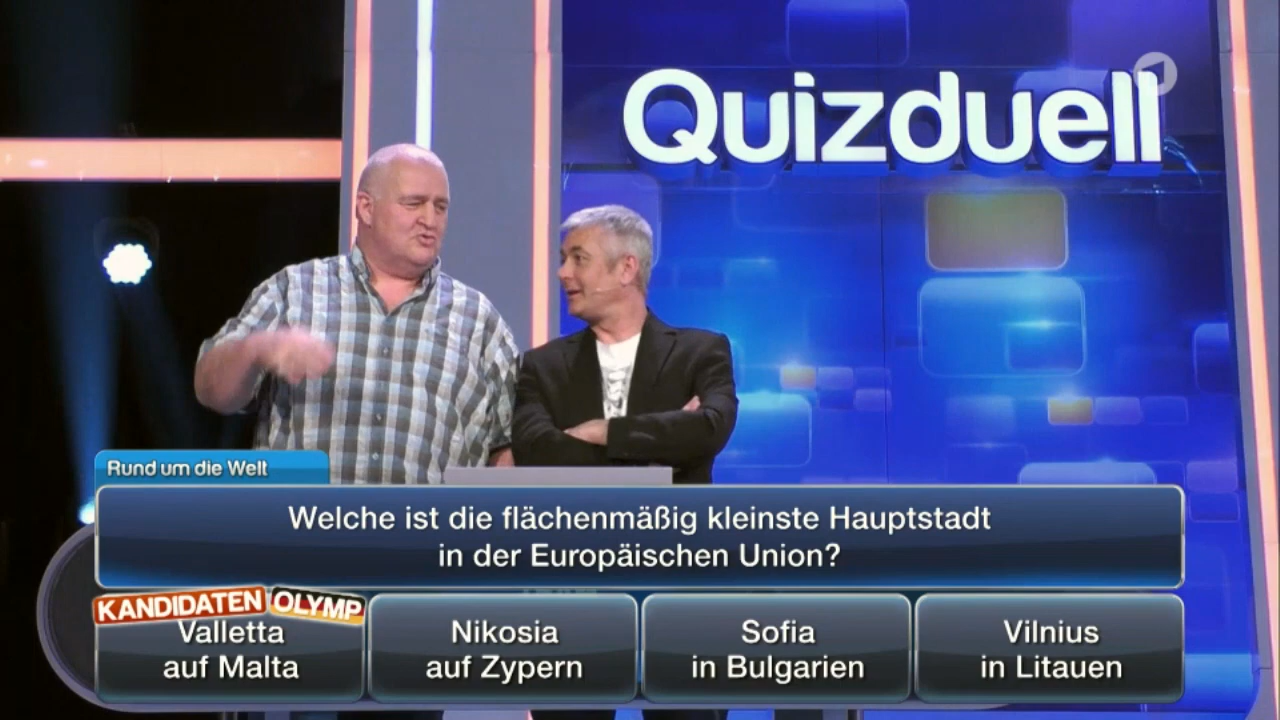 Quizduell
Rund um die Welt
Welche ist die flächenmäßig kleinste Hauptstadt
in der Europäischen Union?
KANDIDATEN OLYMP
Valletta
auf Malta
Nikosia
auf Zypern
Sofia
in Bulgarien
Vilnius
in Litauen